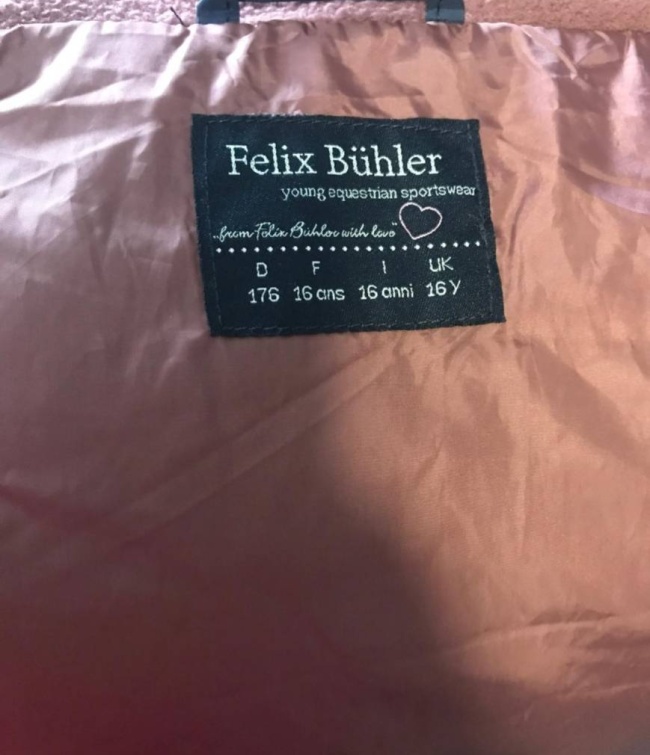 Felix Bühler
young equestrian sportswear
„from Felix Bühler with love"
D F I UK
176 16 ans 16 anni 16 Y